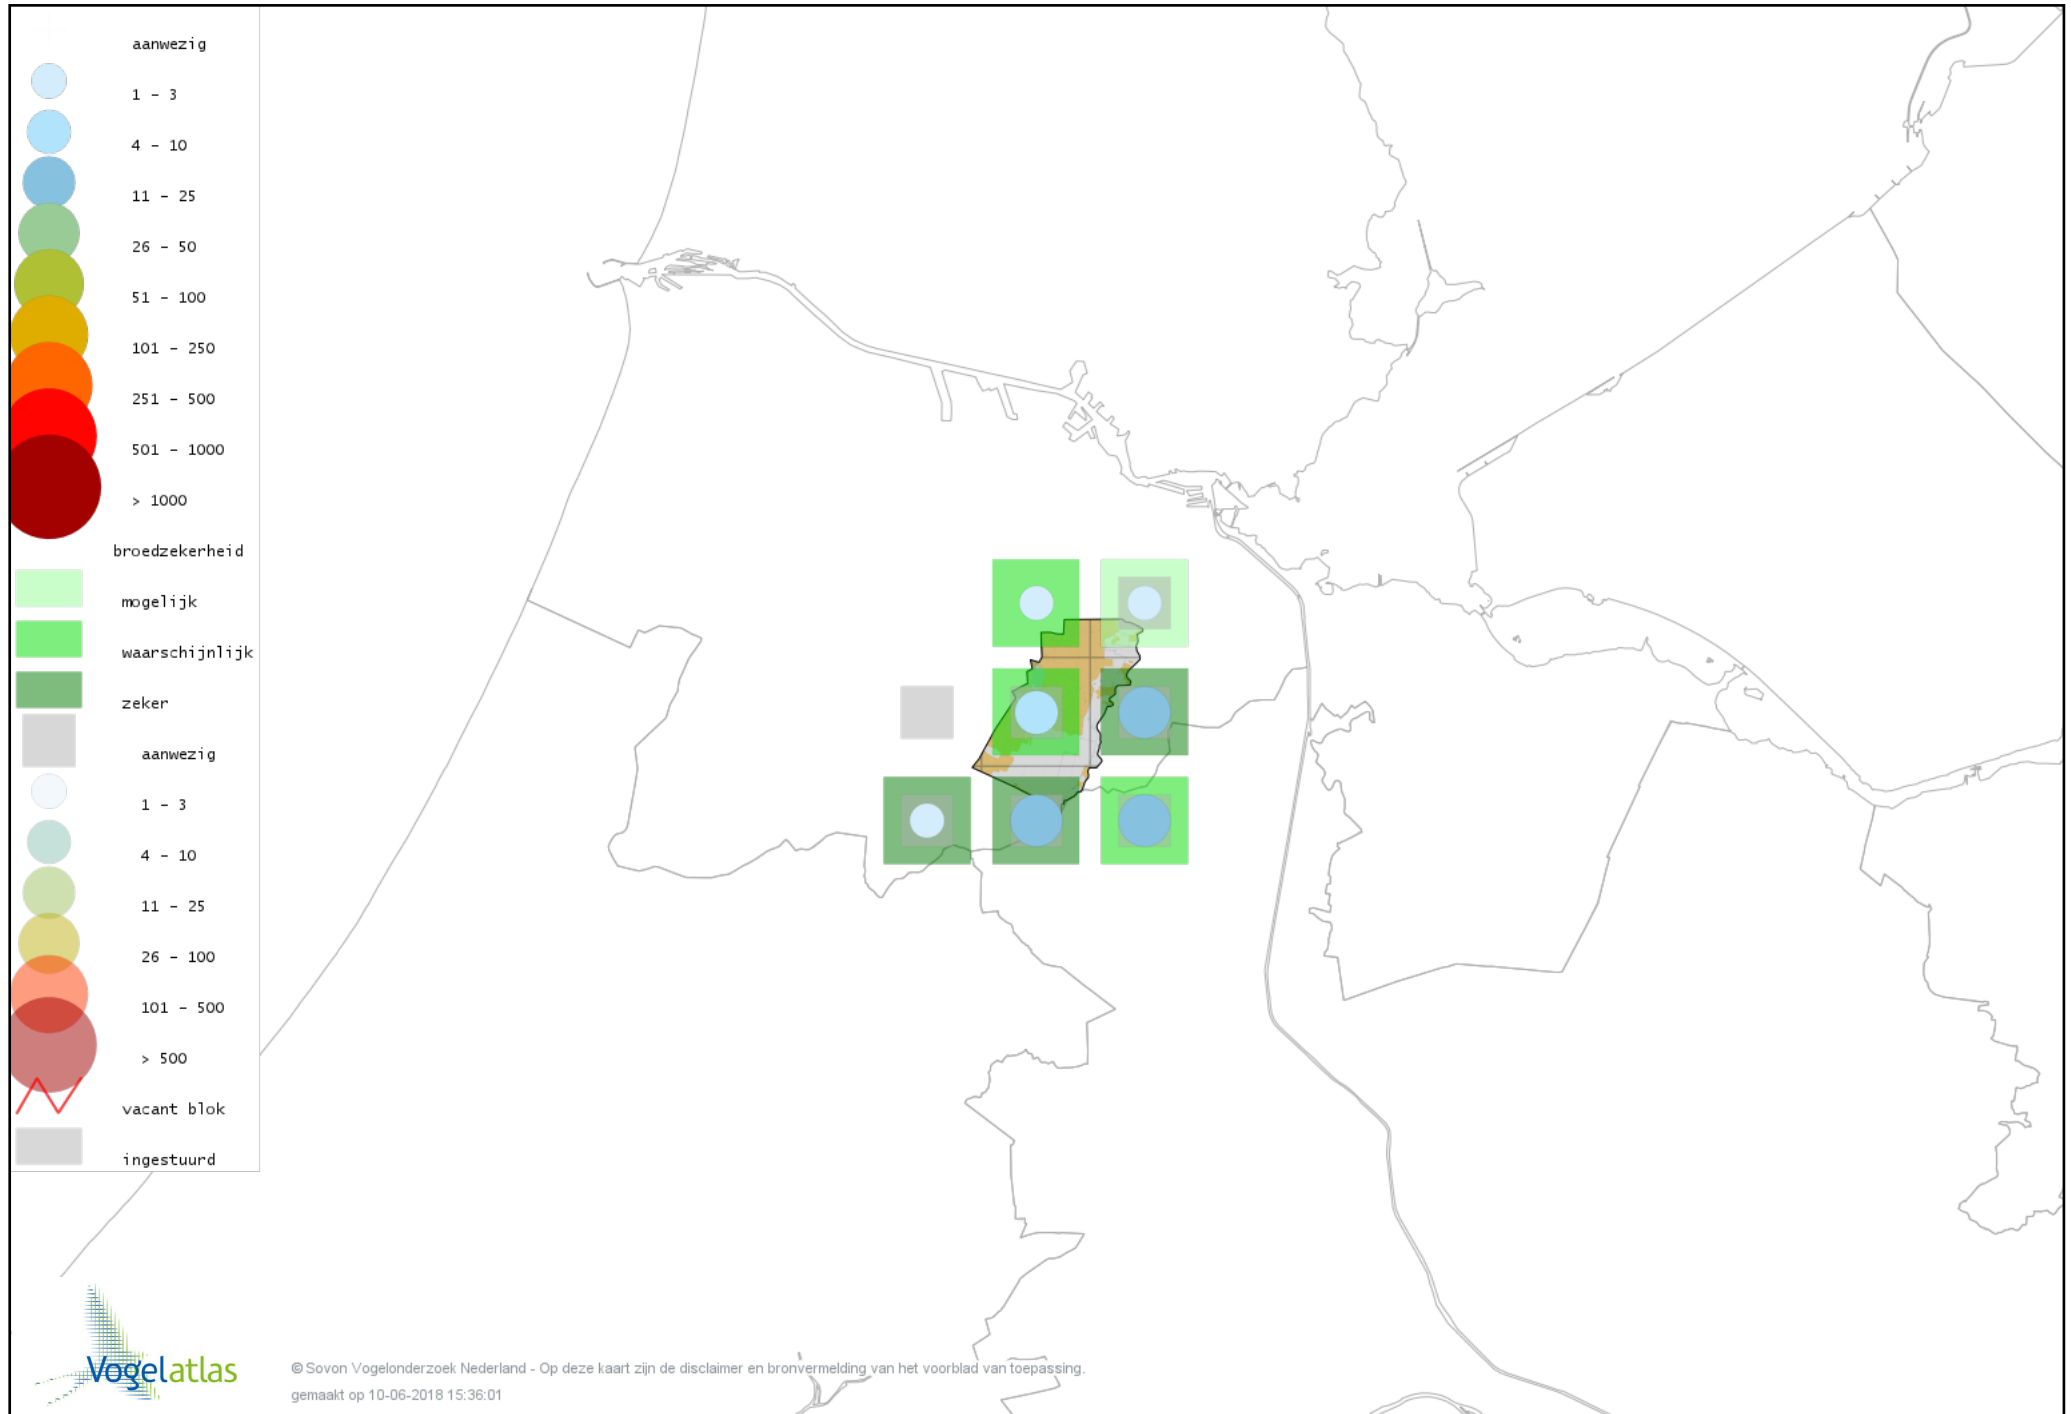 aanwezig
1 - 3
4 - 10
11 - 25
26 - 50
51 - 100
101 - 250
251 - 500
501 - 1000
> 1000
broedzekerheid
mogelijk
waarschijnlijk
zeker
aanwezig
1 - 3
4 - 10
11 - 25
26 - 100
101 - 500
> 500
vacant blok
ingestuurd
Vogelatlas
© Sovon Vogelonderzoek Nederland - Op deze kaart zijn de disclaimer en bronvermelding van het voorblad van toepassing.
gemaakt op 10-06-2018 15:36:01